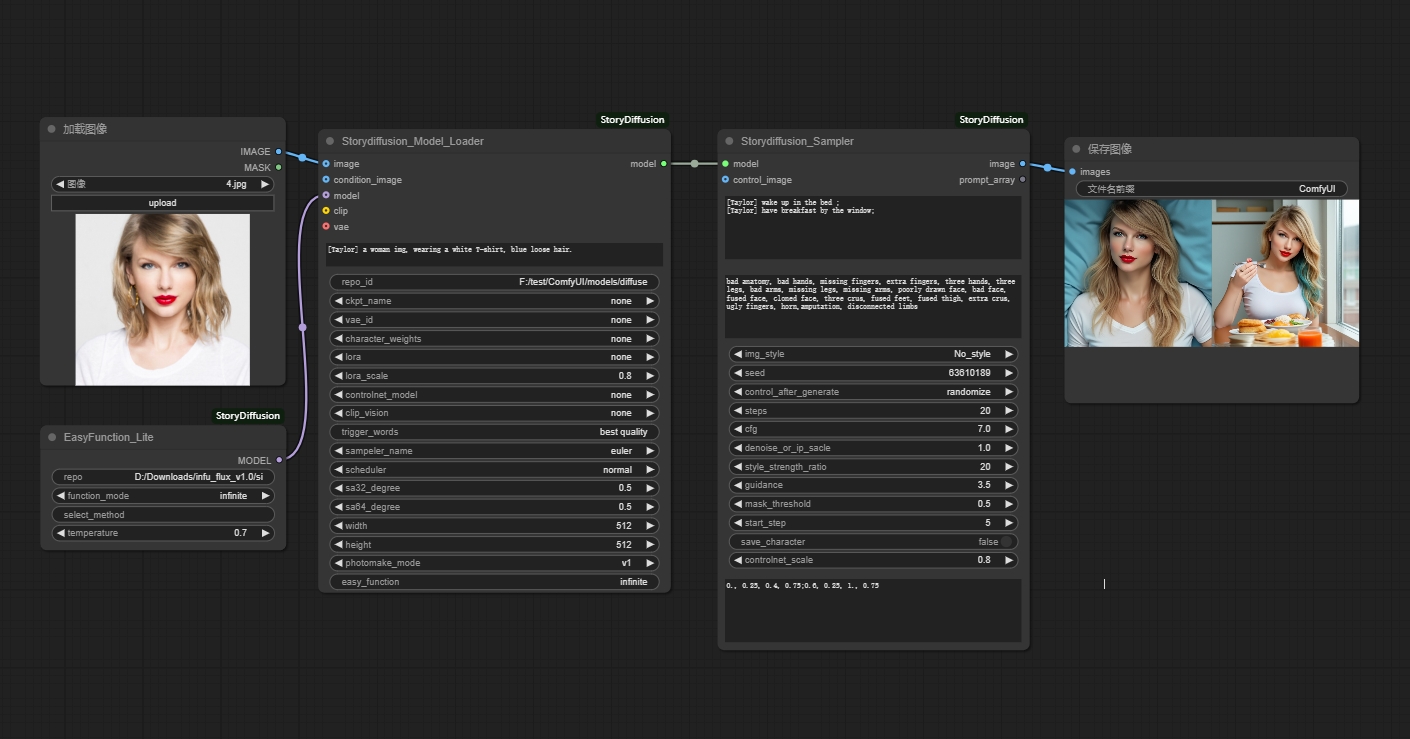 加载图像
IMAGE
MASK
图像 4.jpg
upload
StoryDiffusion
EasyFunction_Lite
MODEL
repo D:/Downloads/infu_flux_v1.0/si
function_mode infinite
select_method
temperature 0.7
StoryDiffusion
Storydiffusion_Model_Loader
image model
condition_image
model
clip
vae
[Taylor] a woman img, wearing a white T-shirt, blue loose hair.
repo_id F:/test/ComfyUI/models/diffuse
ckpt_name none
vae_id none
character_weights none
lora none
lora_scale 0.8
controlnet_model none
clip_vision none
trigger_words best quality
sampeler_name euler
scheduler normal
sa32_degree 0.5
sa64_degree 0.5
width 512
height 512
photomake_mode v1
easy_function infinite
StoryDiffusion
Storydiffusion_Sampler
model image
control_image prompt_array
[Taylor] wake up in the bed ;
[Taylor] have breakfast by the window;
bad anatomy, bad hands, missing fingers, extra fingers, three hands, three
legs, bad arms, missing legs, missing arms, poorly drawn face, bad face,
fused face, cloned face, three crus, fused feet, fused thigh, extra crus,
ugly fingers, horn,amputation, disconnected limbs
img_style No_style
seed 63610189
control_after_generate randomize
steps 20
cfg 7.0
denoise_or_ip_sacle 1.0
style_strength_ratio 20
guidance 3.5
mask_threshold 0.5
start_step 5
save_character false
controlnet_scale 0.8
0., 0.25, 0.4, 0.75;0.6, 0.25, 1., 0.75
保存图像
images
文件名前缀 ComfyUI